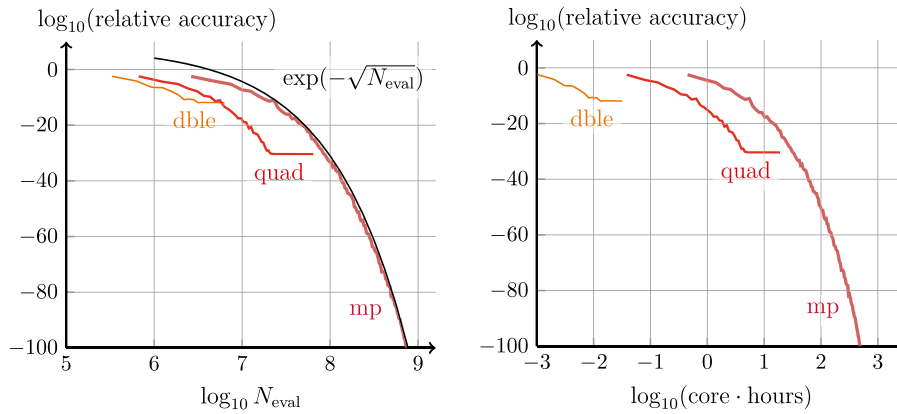 log₁₀(relative accuracy)
0
−20
−40
−60
−80
−100
5
6
7
8
9
log₁₀ N_eval
exp(−√N_eval)
dble
quad
mp
log₁₀(relative accuracy)
0
−20
−40
−60
−80
−100
−3
−2
−1
0
1
2
3
log₁₀(core · hours)
dble
quad
mp